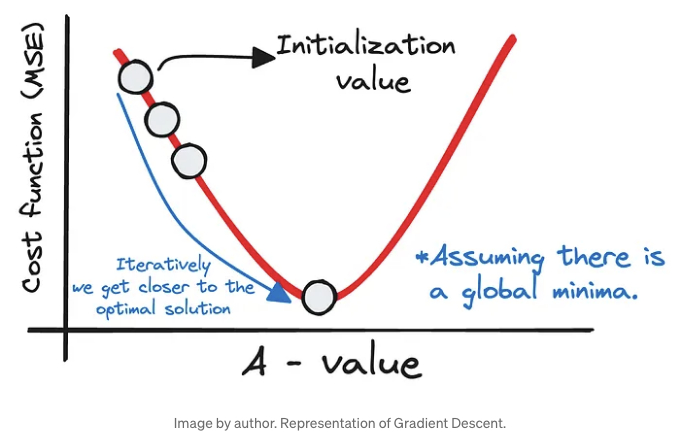 Cost function (MSE)
Initialization
value
Iteratively
we get closer to the
optimal solution
*Assuming there is
a global minima.
A - value
Image by author. Representation of Gradient Descent.